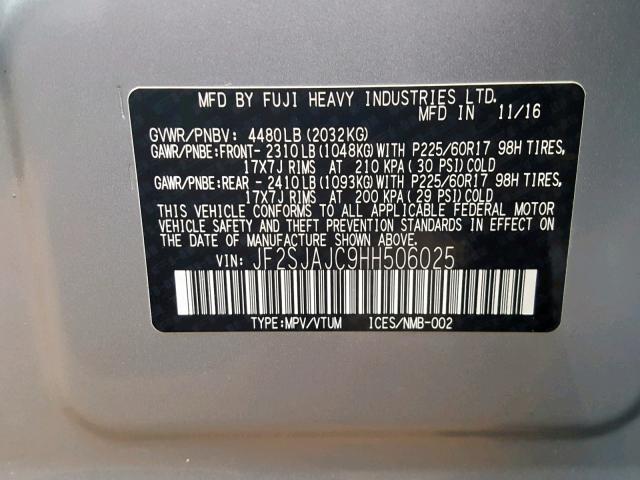 MFD BY FUJI HEAVY INDUSTRIES LTD.
MFD IN 11/16
GVWR/PNBV: 4480LB (2032KG)
GAWR/PNBE:FRONT- 2310LB (1048KG) WITH P225/60R17 98H TIRES,
17X7J RIMS AT 210 KPA (30 PSI) COLD
GAWR/PNBE:REAR - 2410LB (1093KG) WITH P225/60R17 98H TIRES,
17X7J RIMS AT 200 KPA (29 PSI) COLD
THIS VEHICLE CONFORMS TO ALL APPLICABLE FEDERAL MOTOR
VEHICLE SAFETY AND THEFT PREVENTION STANDARDS IN EFFECT
ON THE DATE OF MANUFACTURE SHOWN ABOVE.
VIN: JF2SJAJC9HH506025
TYPE:MPV/VTUM ICES/NMB-002